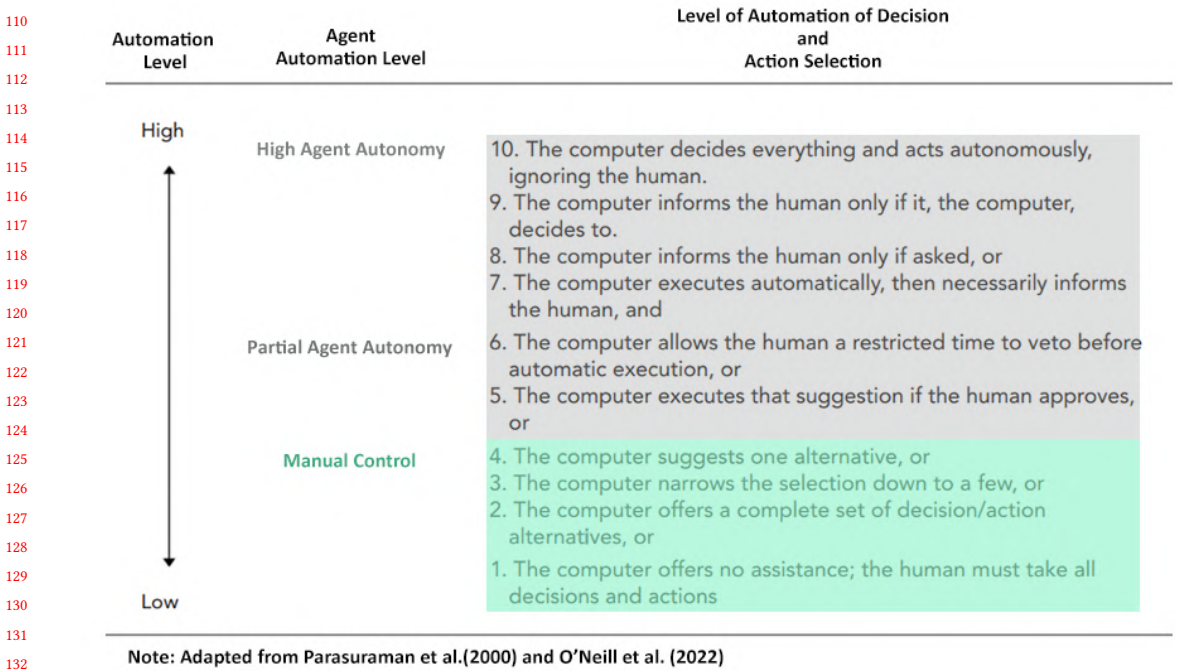 110
111
112
113
114
115
116
117
118
119
120
121
122
123
124
125
126
127
128
129
130
131
132
Automation
Level
Agent
Automation Level
Level of Automation of Decision
and
Action Selection
High
Low
High Agent Autonomy
Partial Agent Autonomy
Manual Control
10. The computer decides everything and acts autonomously,
ignoring the human.
9. The computer informs the human only if it, the computer,
decides to.
8. The computer informs the human only if asked, or
7. The computer executes automatically, then necessarily informs
the human, and
6. The computer allows the human a restricted time to veto before
automatic execution, or
5. The computer executes that suggestion if the human approves,
or
4. The computer suggests one alternative, or
3. The computer narrows the selection down to a few, or
2. The computer offers a complete set of decision/action
alternatives, or
1. The computer offers no assistance; the human must take all
decisions and actions
Note: Adapted from Parasuraman et al.(2000) and O'Neill et al. (2022)